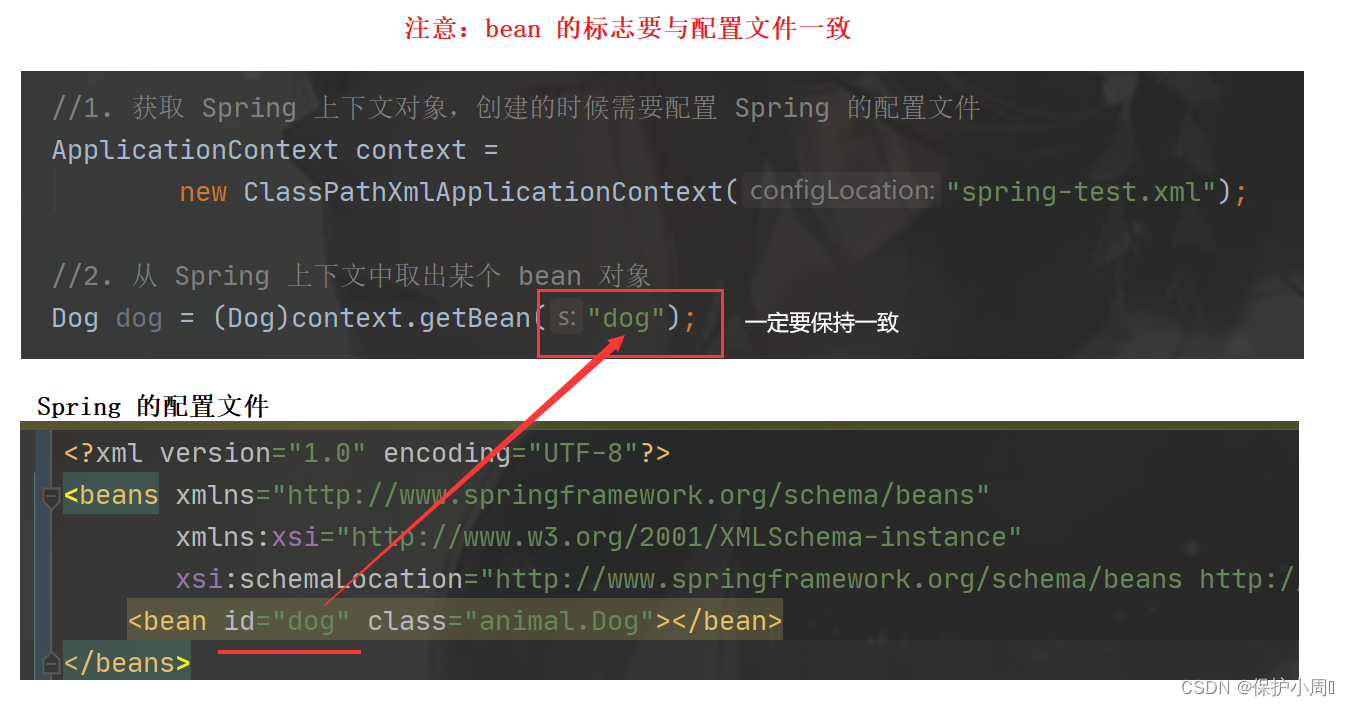 注意：bean 的标志要与配置文件一致
//1. 获取 Spring 上下文对象，创建的时候需要配置 Spring 的配置文件
ApplicationContext context =
new ClassPathXmlApplicationContext( configLocation: "spring-test.xml");
//2. 从 Spring 上下文中取出某个 bean 对象
Dog dog = (Dog)context.getBean( s: "dog");
一定要保持一致
Spring 的配置文件
<?xml version="1.0" encoding="UTF-8"?>
<beans xmlns="http://www.springframework.org/schema/beans"
xmlns:xsi="http://www.w3.org/2001/XMLSchema-instance"
xsi:schemaLocation="http://www.springframework.org/schema/beans http:/
<bean id="dog" class="animal.Dog"></bean>
</beans>
CSDN @保护小周